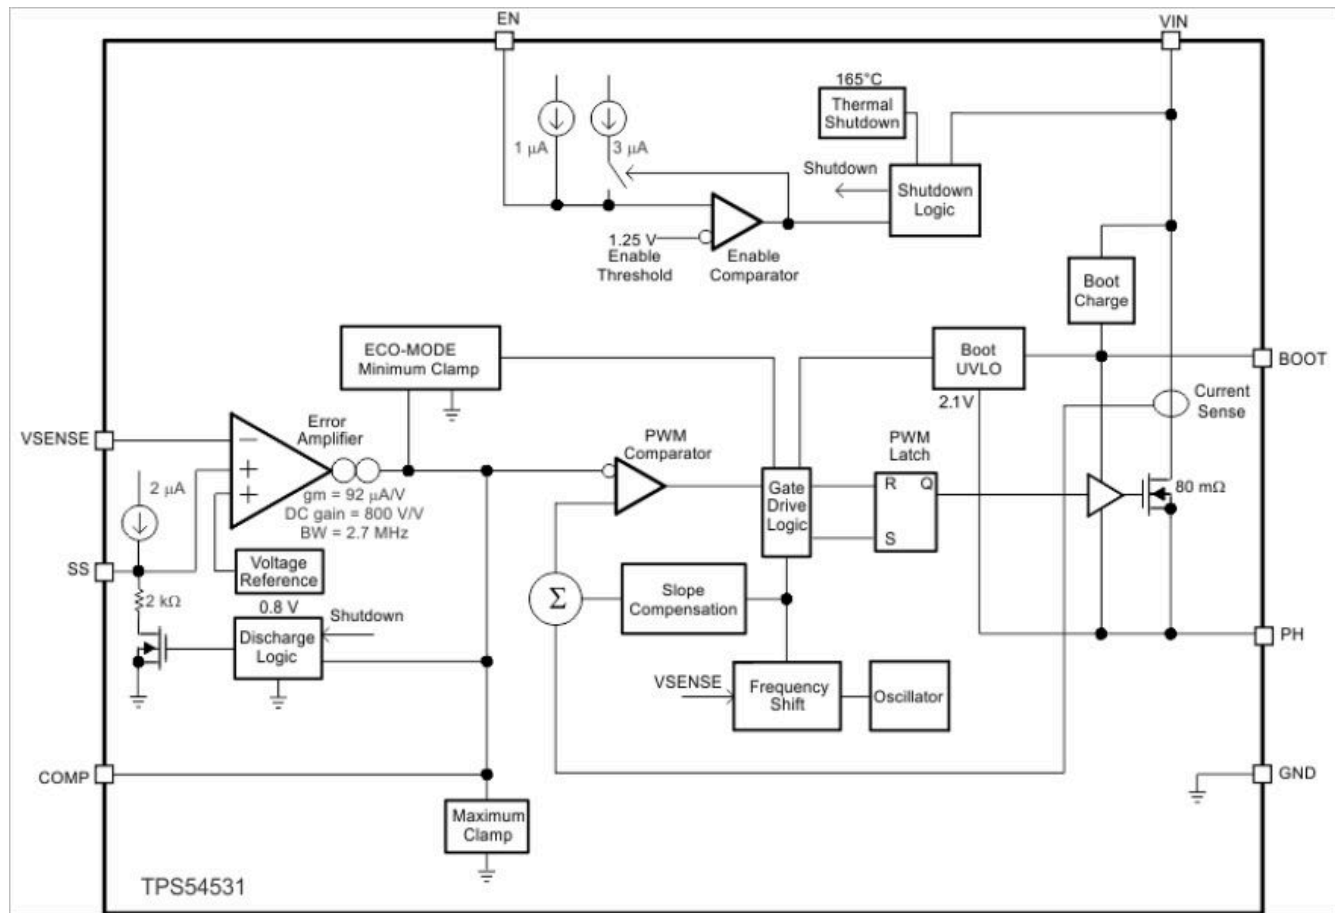 EN
VIN
165°C
Thermal
Shutdown
1 µA
3 µA
Shutdown
Shutdown
Logic
1.25 V
Enable
Threshold
Enable
Comparator
Boot
Charge
ECO-MODE
Minimum Clamp
Boot
UVLO
2.1V
BOOT
Current
Sense
VSENSE
Error
Amplifier
PWM
Comparator
PWM
Latch
−
+
+
2 µA
gm = 92 µA/V
DC gain = 800 V/V
BW = 2.7 MHz
Gate
Drive
Logic
R Q
S
80 mΩ
SS
Voltage
Reference
2 kΩ
0.8 V
Shutdown
Discharge
Logic
Σ
Slope
Compensation
PH
VSENSE
Frequency
Shift
Oscillator
COMP
GND
Maximum
Clamp
TPS54531